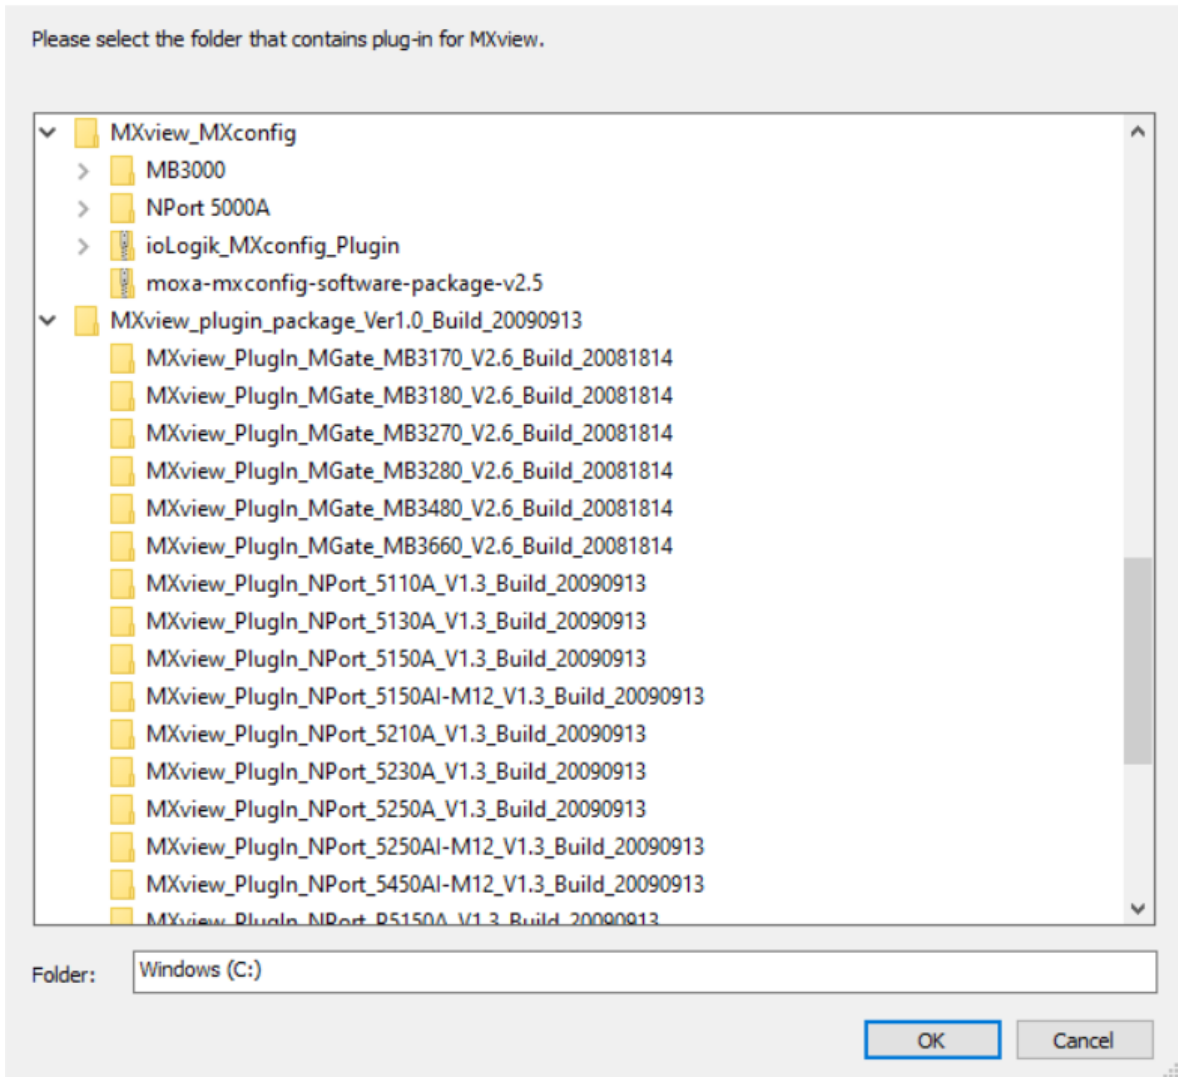 Please select the folder that contains plug-in for MXview.
MXview_MXconfig
MB3000
NPort 5000A
ioLogik_MXconfig_Plugin
moxa-mxconfig-software-package-v2.5
MXview_plugin_package_Ver1.0_Build_20090913
MXview_PlugIn_MGate_MB3170_V2.6_Build_20081814
MXview_PlugIn_MGate_MB3180_V2.6_Build_20081814
MXview_PlugIn_MGate_MB3270_V2.6_Build_20081814
MXview_PlugIn_MGate_MB3280_V2.6_Build_20081814
MXview_PlugIn_MGate_MB3480_V2.6_Build_20081814
MXview_PlugIn_MGate_MB3660_V2.6_Build_20081814
MXview_PlugIn_NPort_5110A_V1.3_Build_20090913
MXview_PlugIn_NPort_5130A_V1.3_Build_20090913
MXview_PlugIn_NPort_5150A_V1.3_Build_20090913
MXview_PlugIn_NPort_5150AI-M12_V1.3_Build_20090913
MXview_PlugIn_NPort_5210A_V1.3_Build_20090913
MXview_PlugIn_NPort_5230A_V1.3_Build_20090913
MXview_PlugIn_NPort_5250A_V1.3_Build_20090913
MXview_PlugIn_NPort_5250AI-M12_V1.3_Build_20090913
MXview_PlugIn_NPort_5450AI-M12_V1.3_Build_20090913
MXview_PlugIn_NPort_P5150A_V1.3_Build_20090913
Folder:
Windows (C:)
OK
Cancel